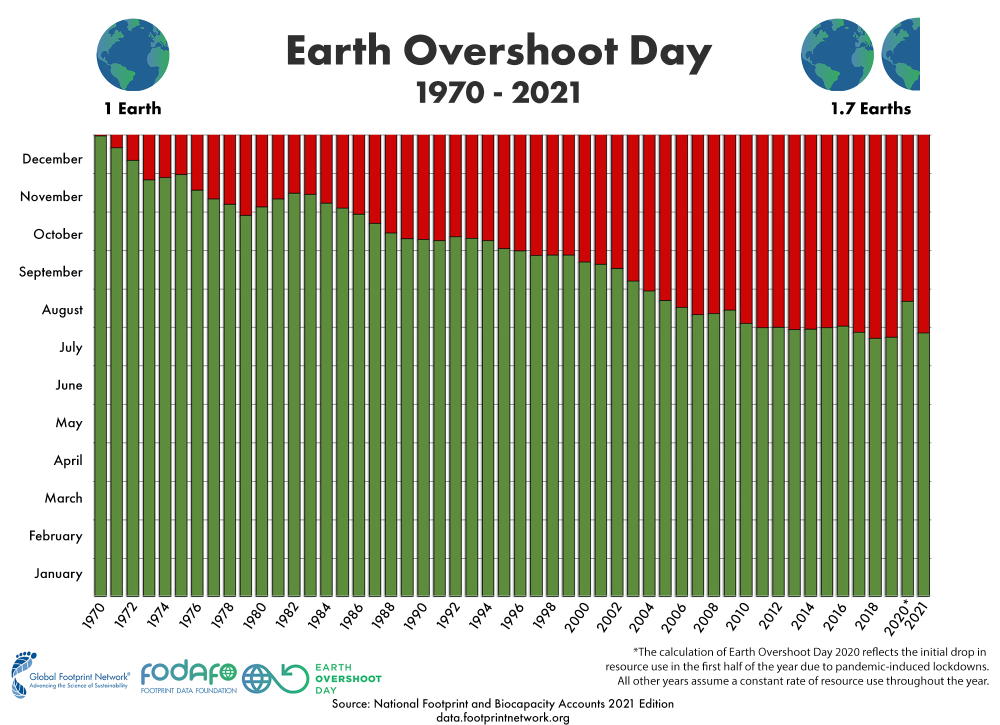 Earth Overshoot Day
1970 - 2021
1 Earth
1.7 Earths
December
November
October
September
August
July
June
May
April
March
February
January
1970
1972
1974
1976
1978
1980
1982
1984
1986
1988
1990
1992
1994
1996
1998
2000
2002
2004
2006
2008
2010
2012
2014
2016
2018
2020*
2021
*The calculation of Earth Overshoot Day 2020 reflects the initial drop in
resource use in the first half of the year due to pandemic-induced lockdowns.
All other years assume a constant rate of resource use throughout the year.
Global Footprint Network®
Advancing the Science of Sustainability
FODAFO
FOOTPRINT DATA FOUNDATION
EARTH
OVERSHOOT
DAY
Source: National Footprint and Biocapacity Accounts 2021 Edition
data.footprintnetwork.org